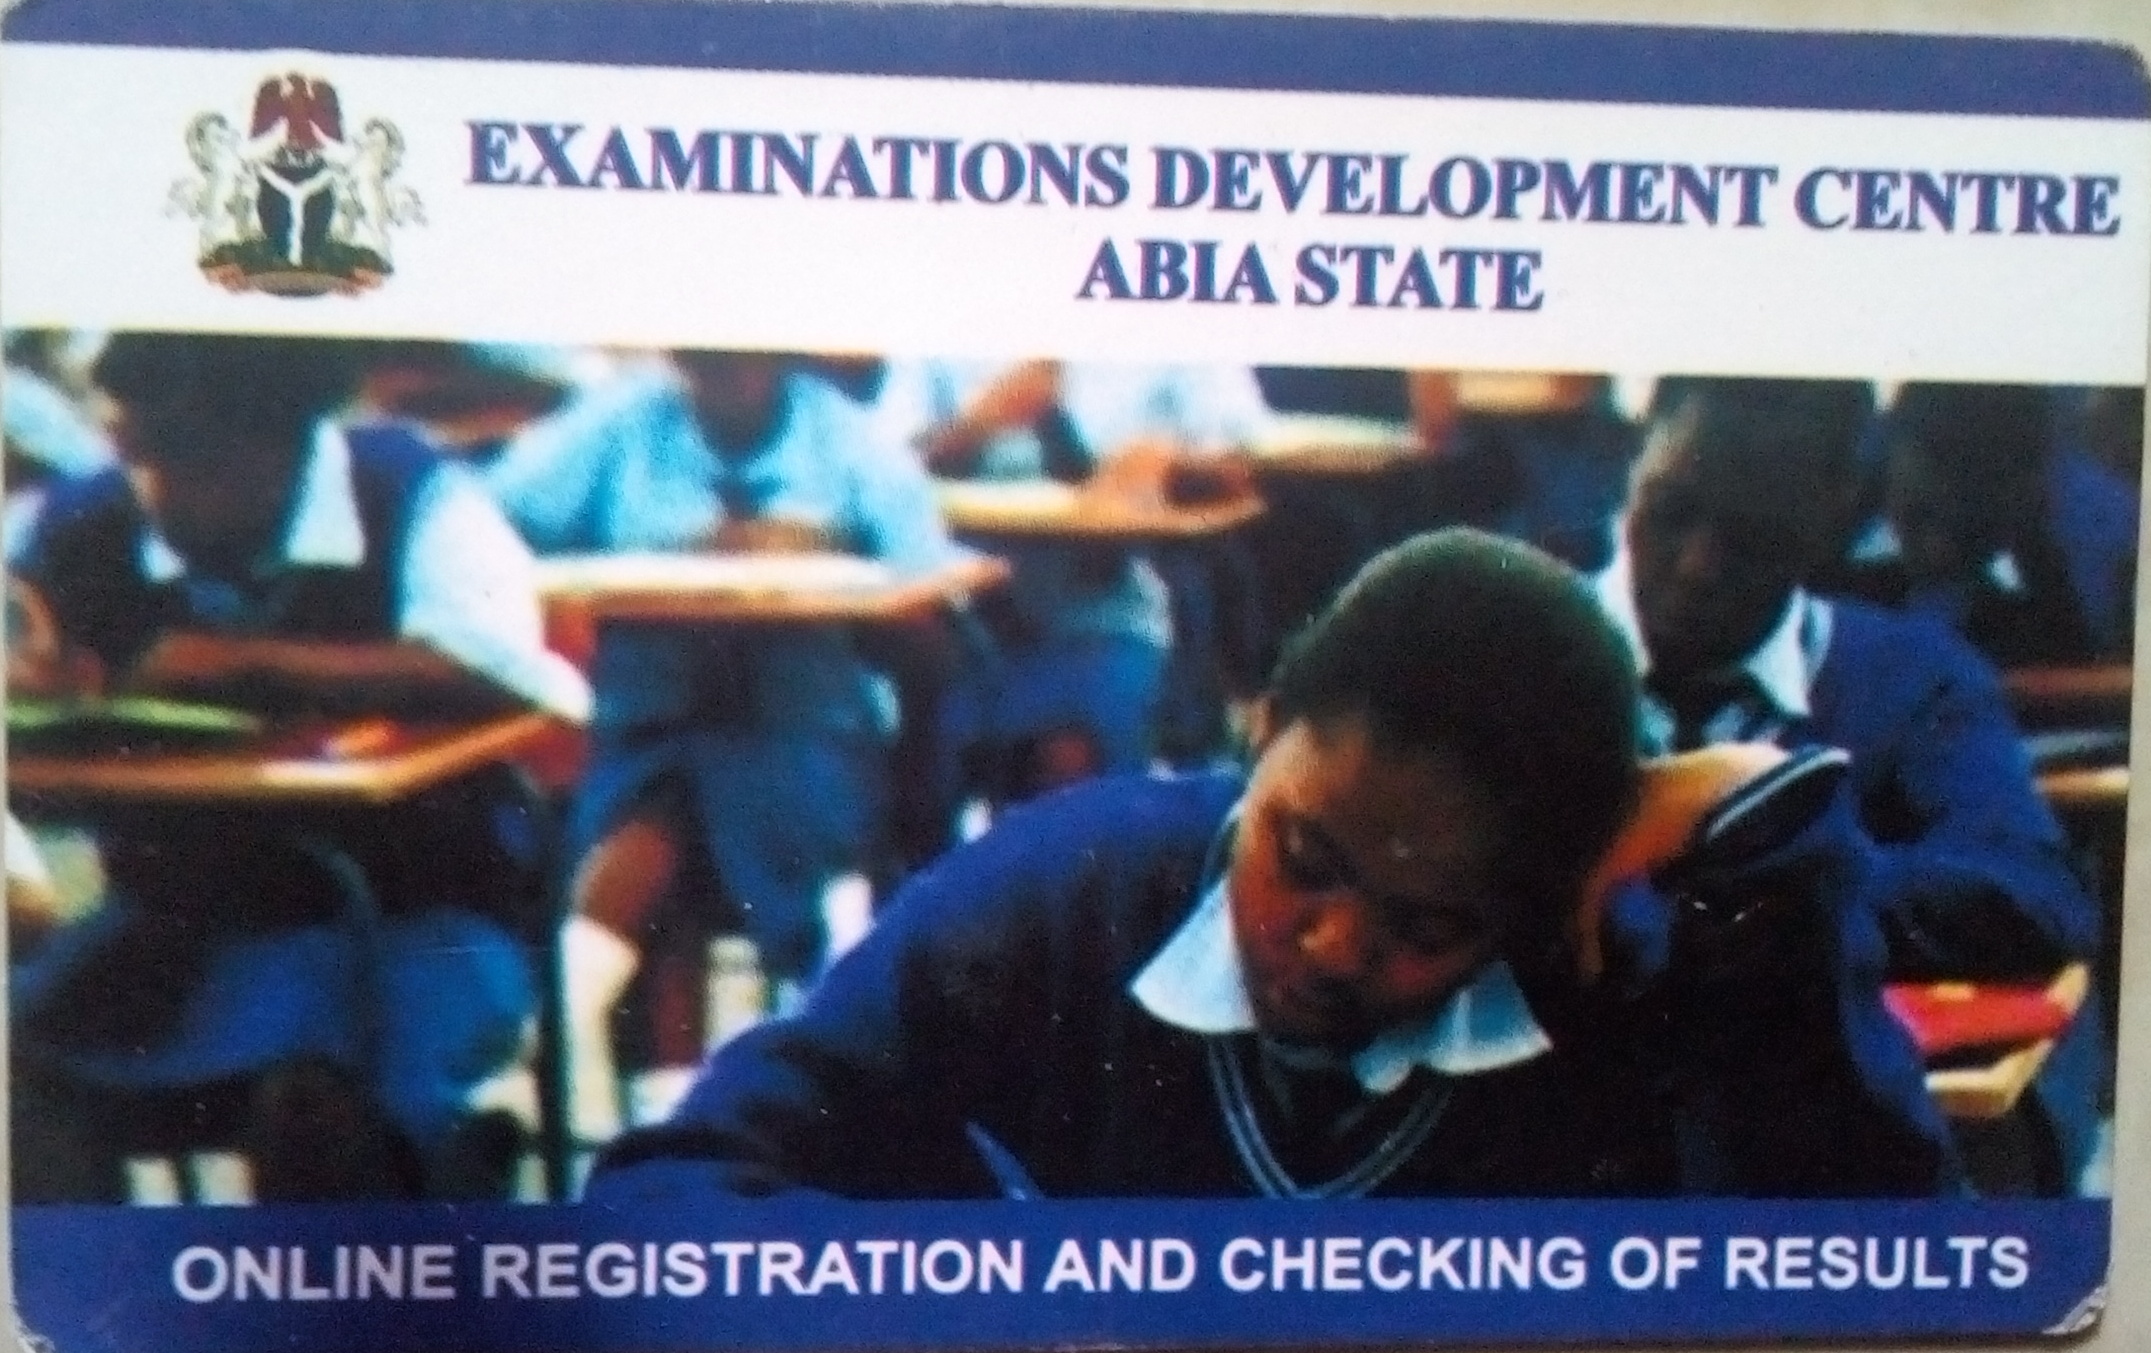 EXAMINATIONS DEVELOPMENT CENTRE
ABIA STATE
ONLINE REGISTRATION AND CHECKING OF RESULTS